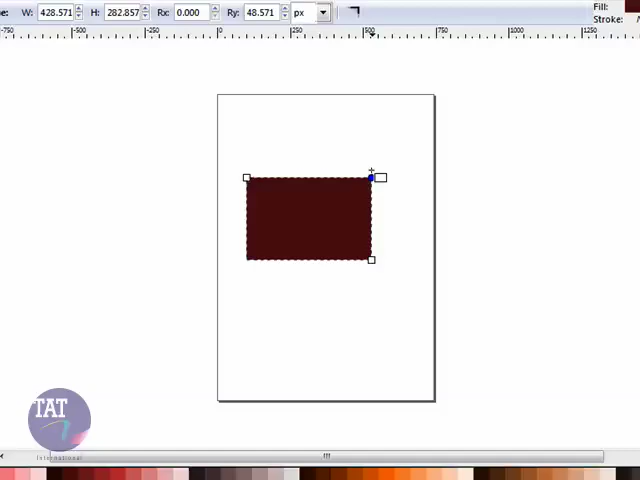 W: 428.571 H: 282.857 Rx: 0.000 Ry: 48.571 px Fill:
Stroke:
-750 -500 -250 0 250 500 750 1000 1250
TAT
International